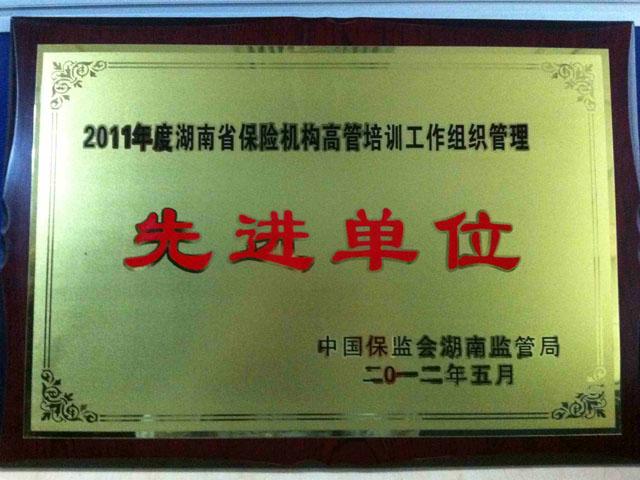 2011年度湖南省保险机构高管培训工作组织管理
先进单位
中国保监会湖南监管局
二0一二年五月